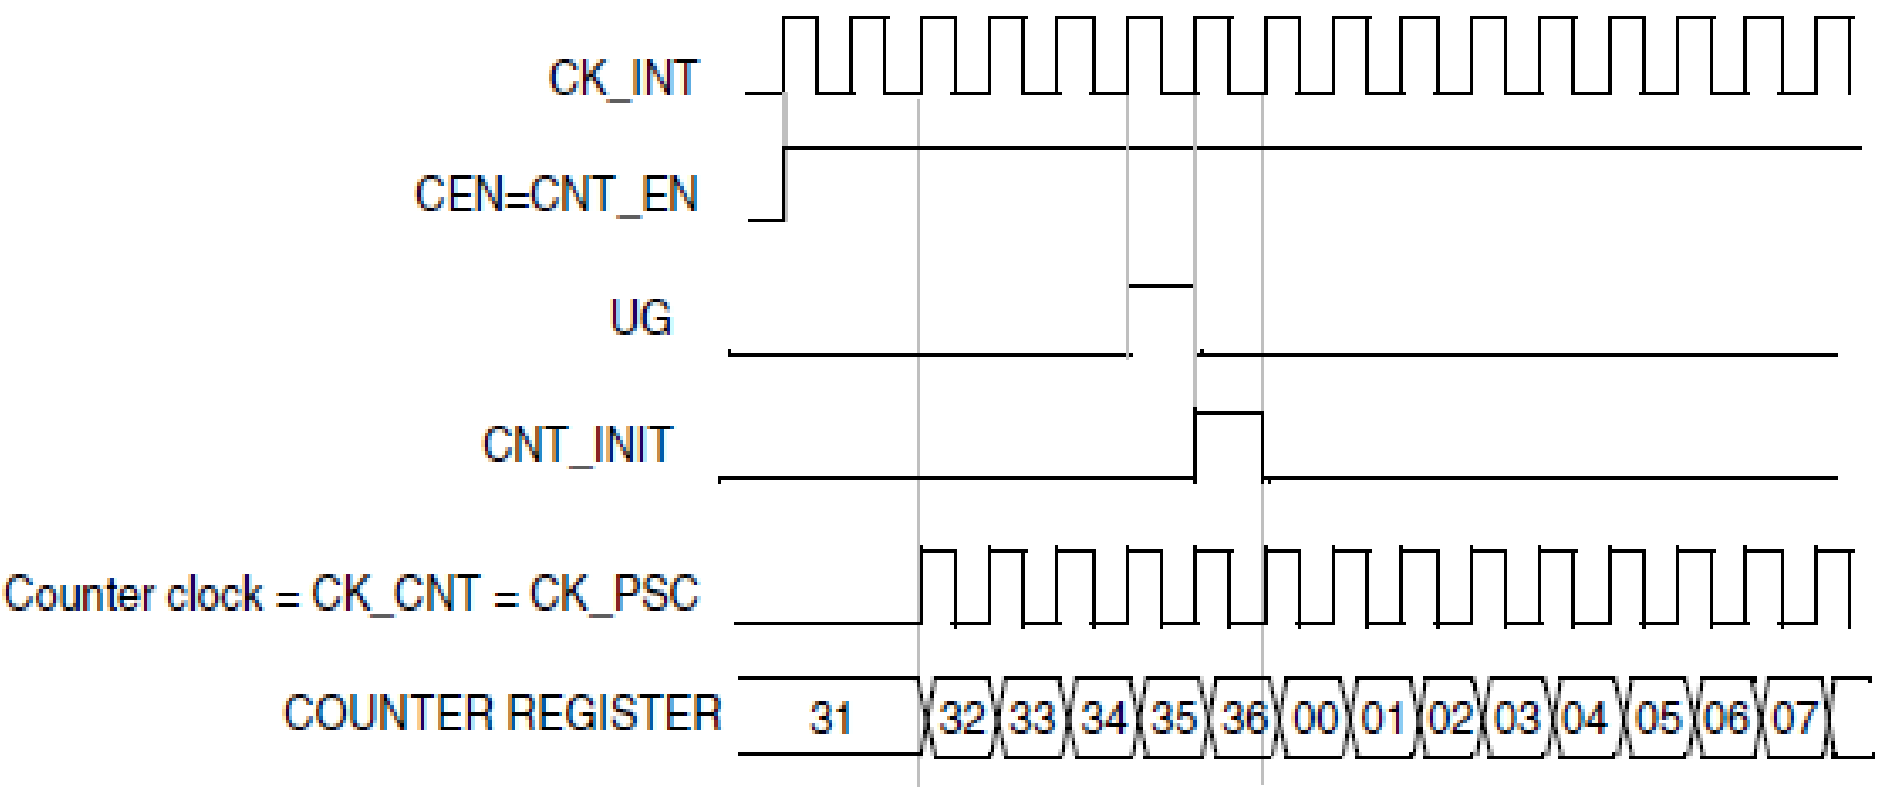 CK_INT
CEN=CNT_EN
UG
CNT_INIT
Counter clock = CK_CNT = CK_PSC
COUNTER REGISTER 31 32 33 34 35 36 00 01 02 03 04 05 06 07